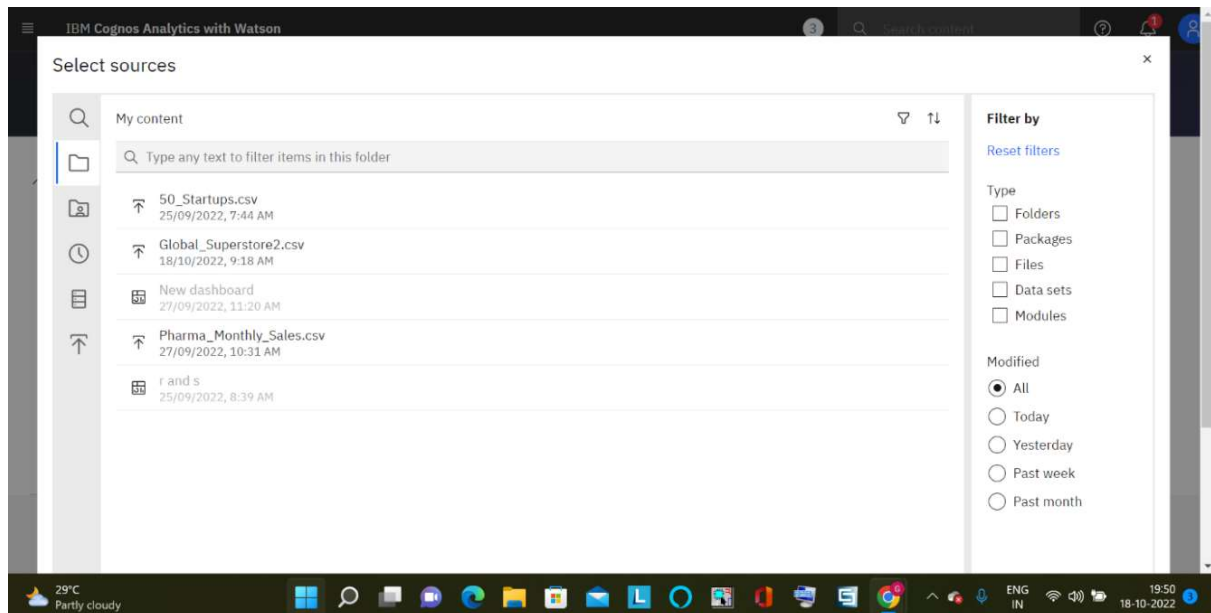 IBM Cognos Analytics with Watson
3
Search content
1
Select sources
×
My content
Type any text to filter items in this folder
50_Startups.csv
25/09/2022, 7:44 AM
Global_Superstore2.csv
18/10/2022, 9:18 AM
New dashboard
27/09/2022, 11:20 AM
Pharma_Monthly_Sales.csv
27/09/2022, 10:31 AM
r and s
25/09/2022, 8:39 AM
Filter by
Reset filters
Type
Folders
Packages
Files
Data sets
Modules
Modified
All
Today
Yesterday
Past week
Past month
29°C
Partly cloudy
L
S
G
ENG
IN
19:50
18-10-2022
3